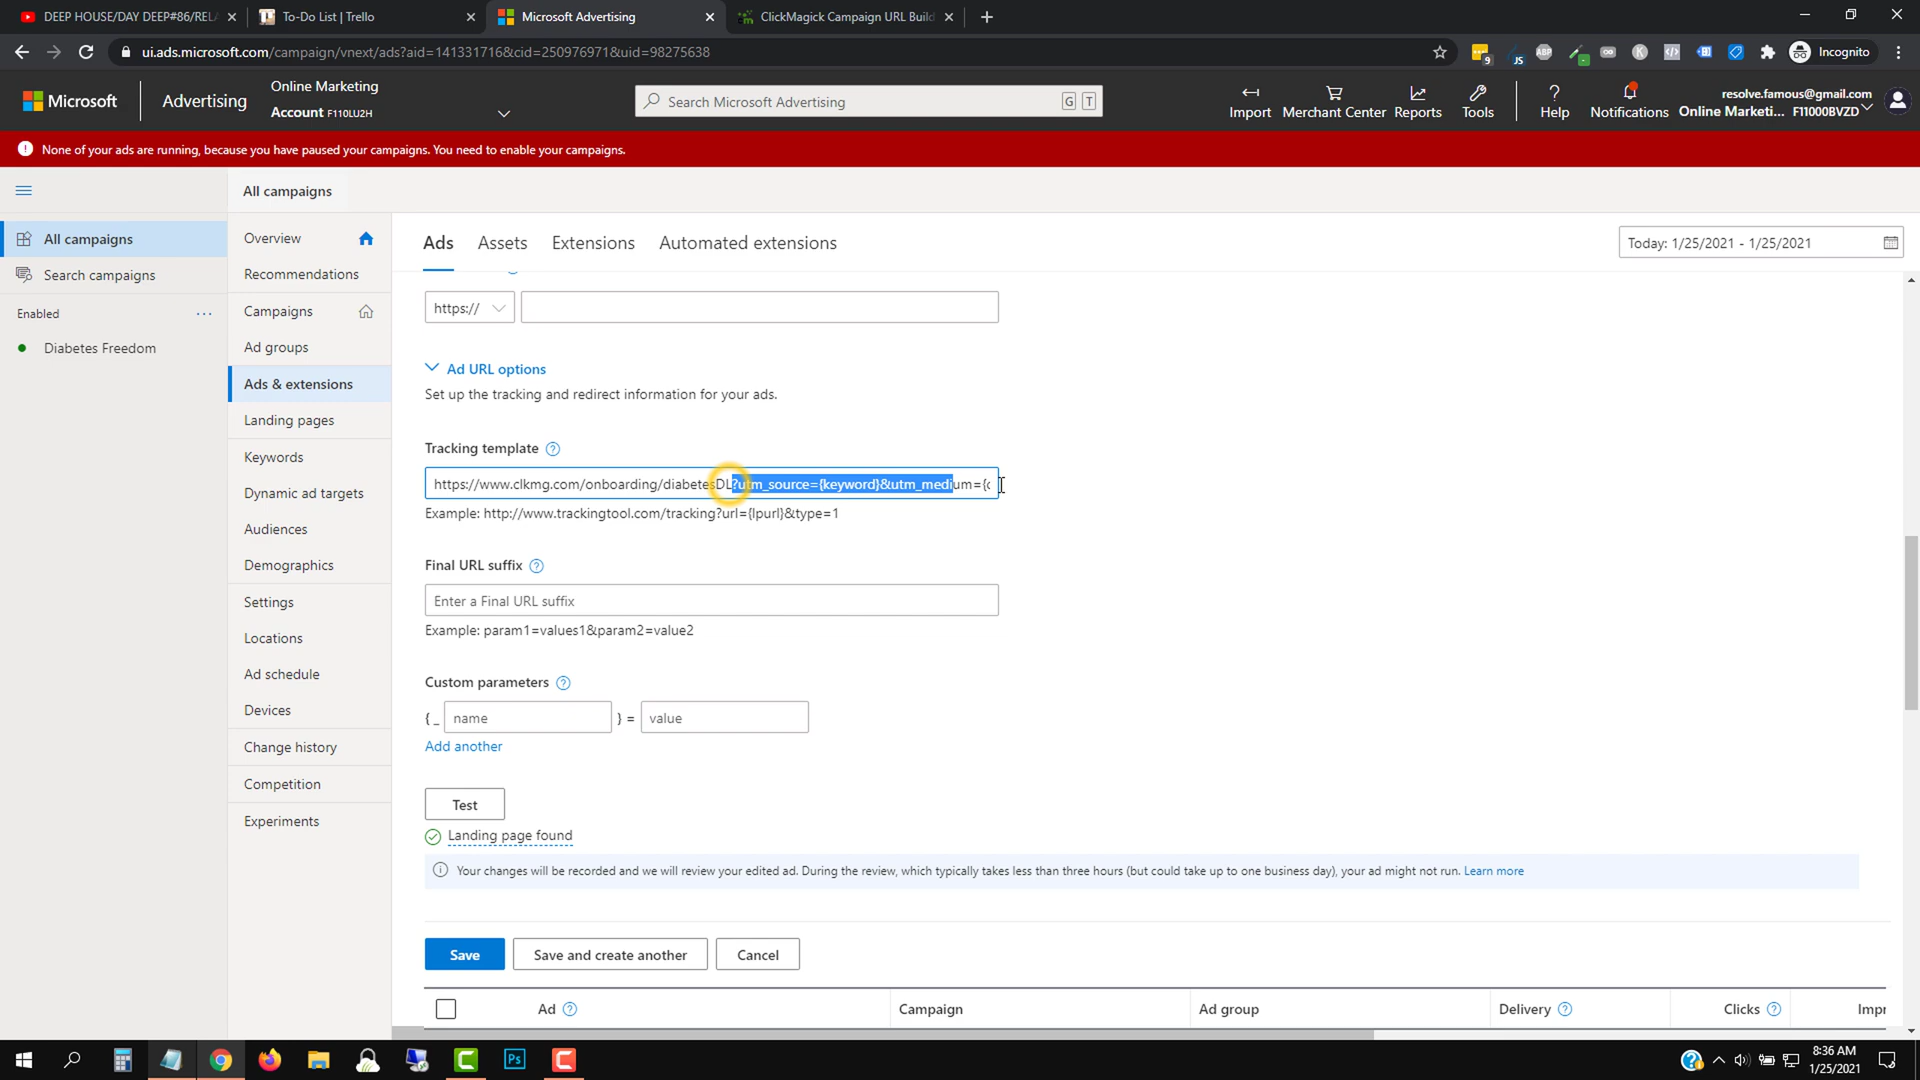 DEEP HOUSE/DAY DEEP#86/RELA
To-Do List | Trello
Microsoft Advertising
ClickMagick Campaign URL Build
ui.ads.microsoft.com/campaign/vnext/ads?aid=141331716&cid=250976971&uid=98275638
9
JS
ABP
K
Incognito
Microsoft
Advertising
Online Marketing
Account F110LU2H
Search Microsoft Advertising
G
T
Import
Merchant Center
Reports
Tools
Help
Notifications
resolve.famous@gmail.com
Online Marketi... F11000BVZD
None of your ads are running, because you have paused your campaigns. You need to enable your campaigns.
All campaigns
All campaigns
Search campaigns
Enabled
...
Diabetes Freedom
Overview
Recommendations
Campaigns
Ad groups
Ads & extensions
Landing pages
Keywords
Dynamic ad targets
Audiences
Demographics
Settings
Locations
Ad schedule
Devices
Change history
Competition
Experiments
Ads
Assets
Extensions
Automated extensions
Today: 1/25/2021 - 1/25/2021
https://
Ad URL options
Set up the tracking and redirect information for your ads.
Tracking template
https://www.clkmg.com/onboarding/diabetesDL?utm_source={keyword}&utm_medium={c
Example: http://www.trackingtool.com/tracking?url={lpurl}&type=1
Final URL suffix
Enter a Final URL suffix
Example: param1=values1&param2=value2
Custom parameters
{ _ name } = value
Add another
Test
Landing page found
Your changes will be recorded and we will review your edited ad. During the review, which typically takes less than three hours (but could take up to one business day), your ad might not run. Learn more
Save
Save and create another
Cancel
Ad
Campaign
Ad group
Delivery
Clicks
Impr
Ps
8:36 AM
1/25/2021